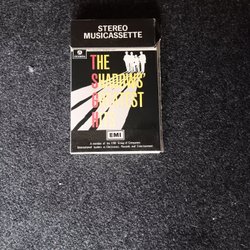 STEREO
MUSICASSETTE
THE
SHADOWS'
GREATEST
HITS
EMI
A member of the EMI Group of Companies
International leaders in Electronics, Records and Entertainment